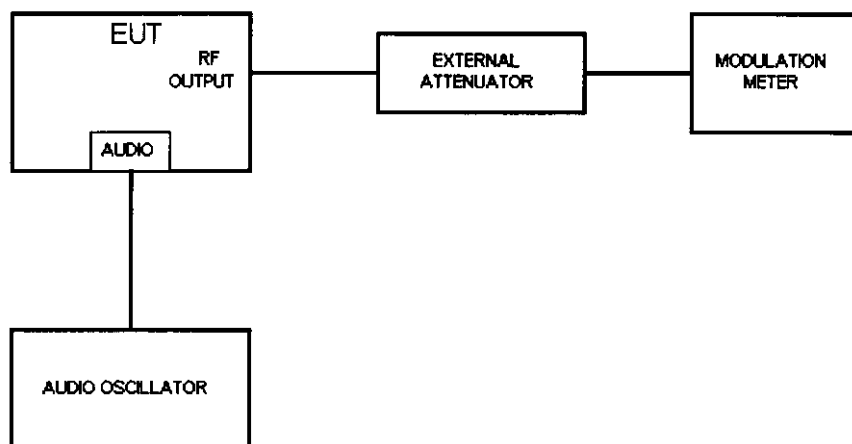 EUT
RF
OUTPUT
EXTERNAL
ATTENUATOR
MODULATION
METER
AUDIO
AUDIO OSCILLATOR